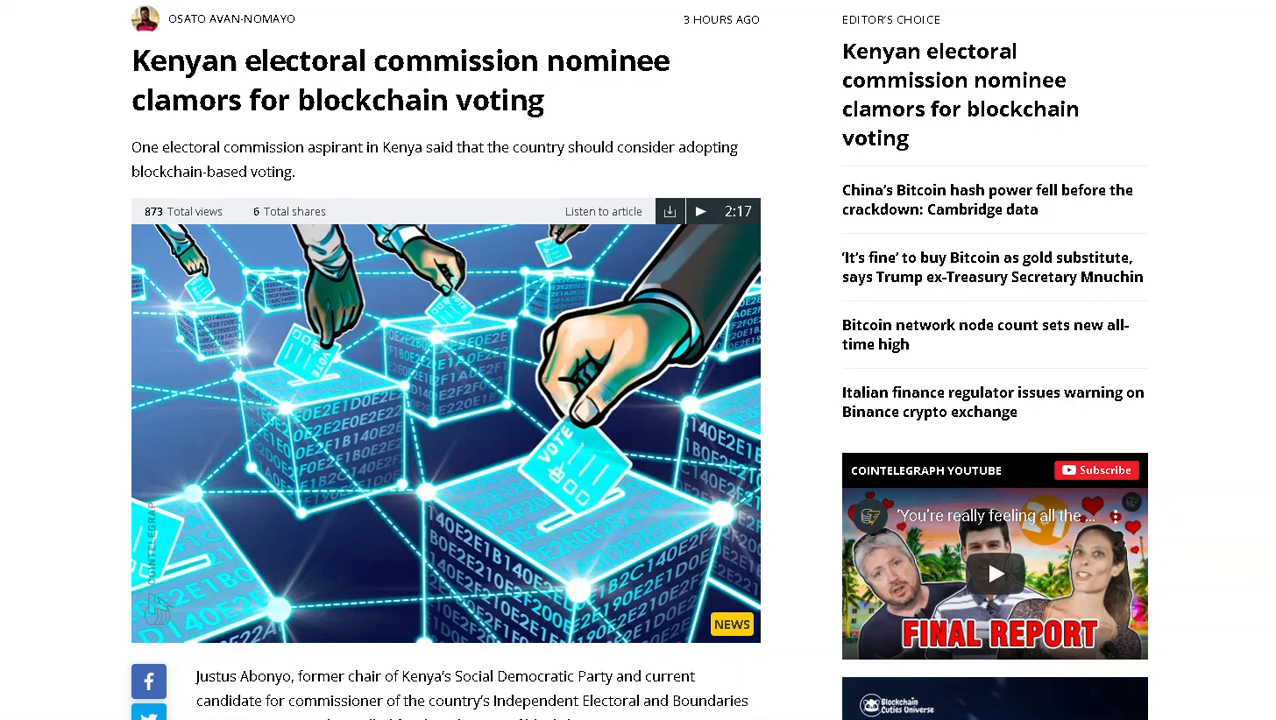 OSATO AVAN-NOMAYO
3 HOURS AGO
Kenyan electoral commission nominee
clamors for blockchain voting
One electoral commission aspirant in Kenya said that the country should consider adopting
blockchain-based voting.
873 Total views
6 Total shares
Listen to article
2:17
VOTE
VOTE
COINTELEGRAPH
NEWS
Justus Abonyo, former chair of Kenya's Social Democratic Party and current
candidate for commissioner of the country's Independent Electoral and Boundaries
EDITOR'S CHOICE
Kenyan electoral
commission nominee
clamors for blockchain
voting
China's Bitcoin hash power fell before the
crackdown: Cambridge data
‘It's fine’ to buy Bitcoin as gold substitute,
says Trump ex-Treasury Secretary Mnuchin
Bitcoin network node count sets new all-
time high
Italian finance regulator issues warning on
Binance crypto exchange
COINTELEGRAPH YOUTUBE
Subscribe
"You're really feeling all the ...
FINAL REPORT
Blockchain
Cuties Universe